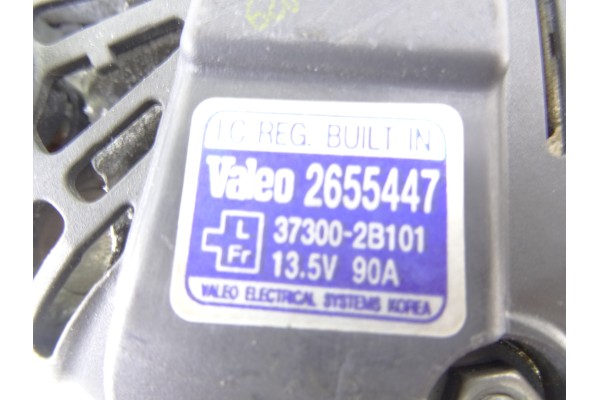 I.C REG. BUILT IN
Valeo 2655447
L 37300-2B101
Fr 13.5V 90A
VALEO ELECTRICAL SYSTEMS KOREA